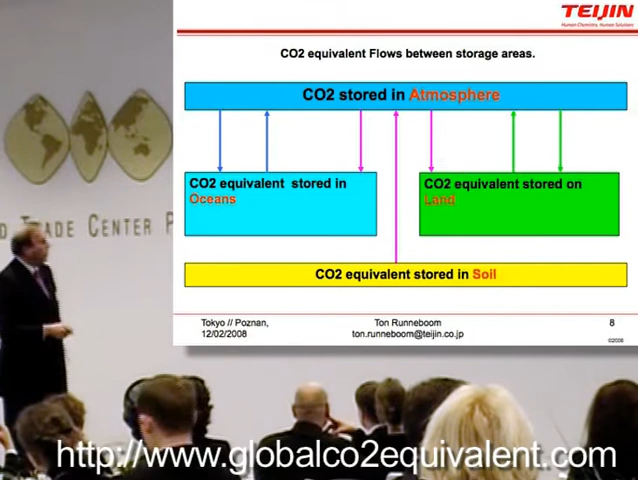 TEIJIN
Human Chemistry, Human Solutions
CO2 equivalent Flows between storage areas.
CO2 stored in Atmosphere
CO2 equivalent stored in
Oceans
CO2 equivalent stored on
Land
D TRADE CENTER P
CO2 equivalent stored in Soil
Tokyo // Poznan,
12/02/2008
Ton Runneboom
ton.runneboom@teijin.co.jp
8
©2008
http://www.globalco2equivalent.com